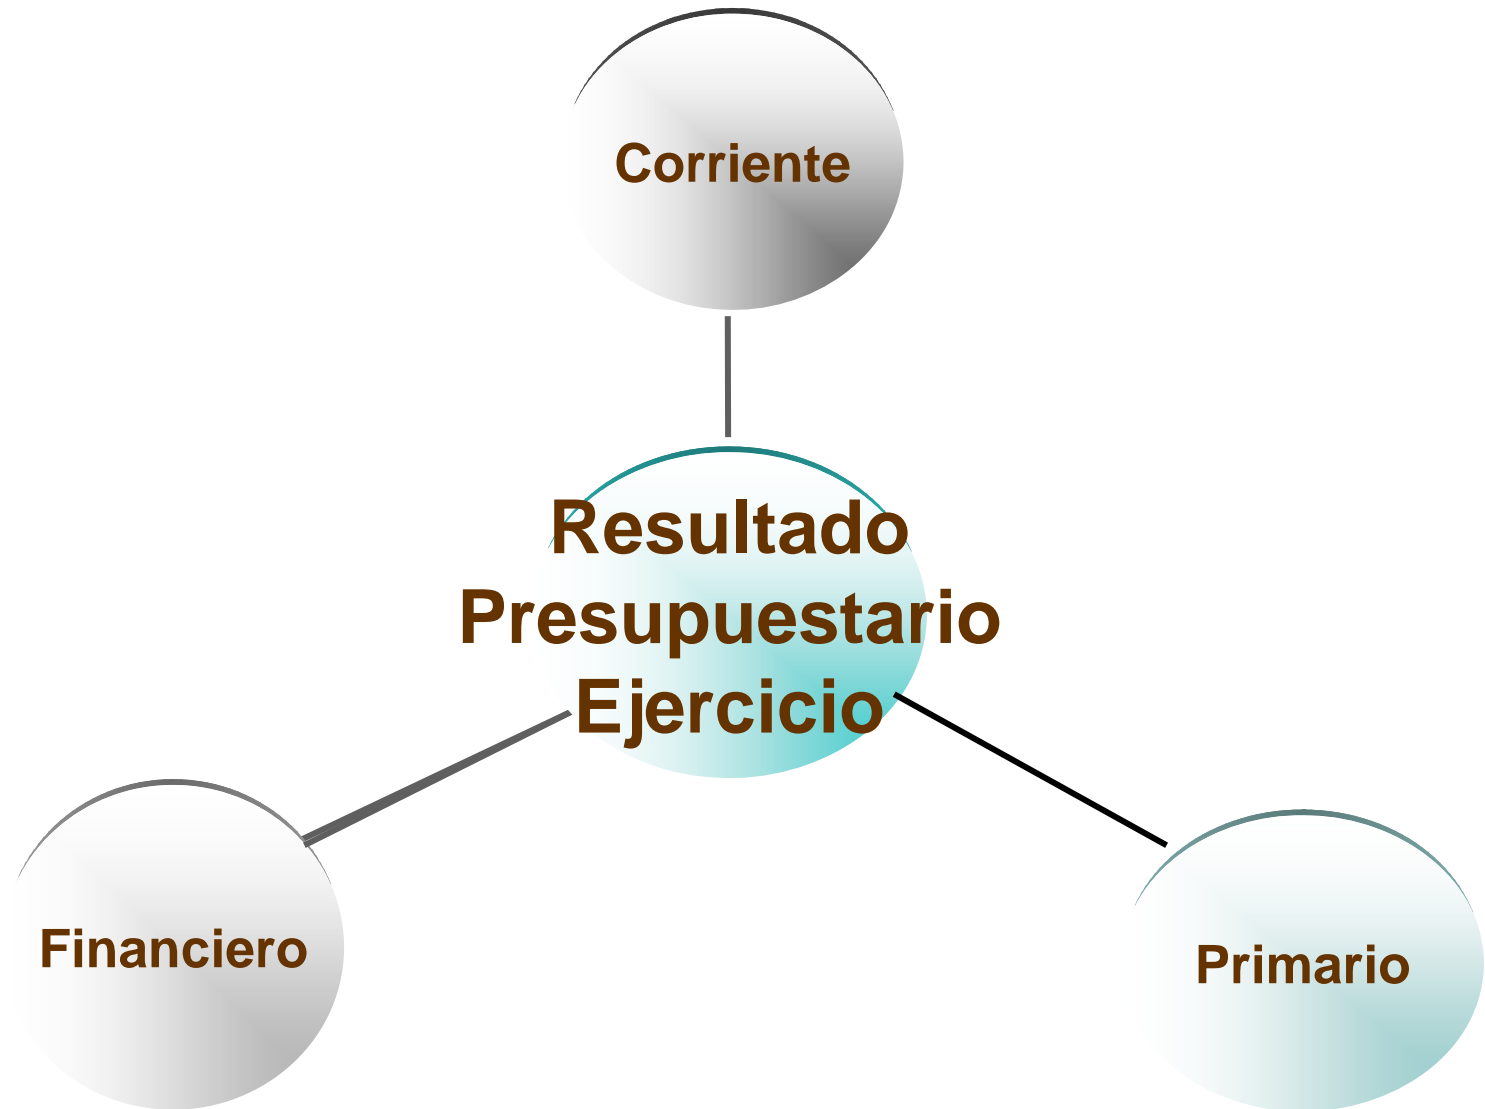 Corriente
Resultado
Presupuestario
Ejercicio
Financiero
Primario